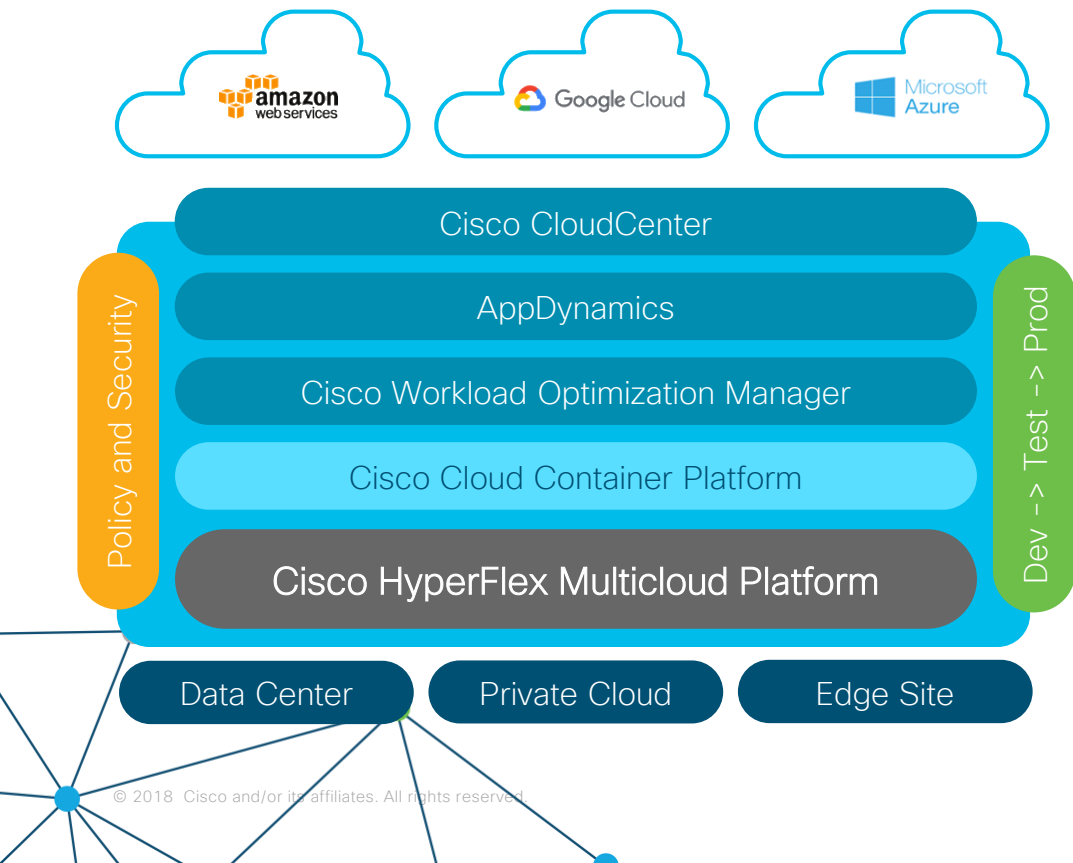 amazon
web services
Google Cloud
Microsoft
Azure
Cisco CloudCenter
AppDynamics
Cisco Workload Optimization Manager
Cisco Cloud Container Platform
Cisco HyperFlex Multicloud Platform
Policy and Security
Dev -> Test -> Prod
Data Center
Private Cloud
Edge Site
© 2018 Cisco and/or its affiliates. All rights reserved.